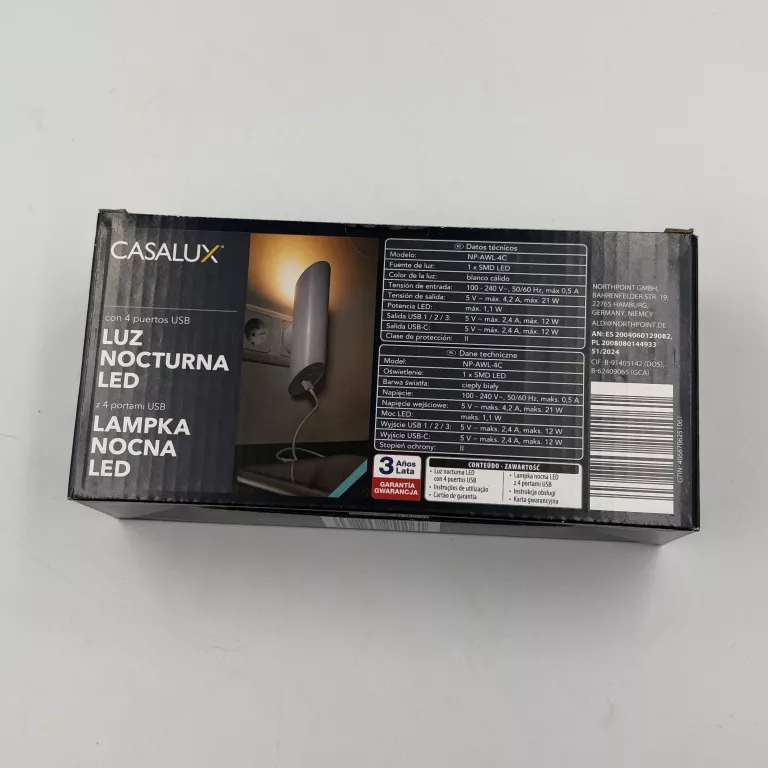 CASALUX
con 4 puertos USB
LUZ
NOCTURNA
LED
z 4 portami USB
LAMPKA
NOCNA
LED
ES Datos técnicos
Modelo: NP-AWL-4C
Fuente de luz: 1 x SMD LED
Color de la luz: blanco cálido
Tensión de entrada: 100 - 240 V~, 50/60 Hz, máx 0,5 A
Tensión de salida: 5 V ⎓ máx. 4,2 A, máx. 21 W
Potencia LED: máx. 1,1 W
Salida USB 1 / 2 / 3: 5 V ⎓ máx. 2,4 A, máx. 12 W
Salida USB-C: 5 V ⎓ máx. 2,4 A, máx. 12 W
Clase de protección: II
PL Dane techniczne
Model: NP-AWL-4C
Oświetlenie: 1 x SMD LED
Barwa światła: ciepły biały
Napięcie: 100 - 240 V~, 50/60 Hz, maks. 0,5 A
Napięcie wejściowe: 5 V ⎓ maks. 4,2 A, maks. 21 W
Moc LED: maks. 1,1 W
Wyjście USB 1 / 2 / 3: 5 V ⎓ maks. 2,4 A, maks. 12 W
Wyjście USB-C: 5 V ⎓ maks. 2,4 A, maks. 12 W
Stopień ochrony: II
3 Años
Lata
GARANTÍA
GWARANCJA
CONTEÚDO - ZAWARTOŚĆ
• Luz nocturna LED
con 4 puertos USB
• Instruções de utilização
• Cartão de garantia
• Lampka nocna LED
z 4 portami USB
• Instrukcja obsługi
• Karta gwarancyjna
NORTHPOINT GMBH,
BAHRENFELDER STR. 19,
22765 HAMBURG,
GERMANY, NIEMCY
ALDI@NORTHPOINT.DE
AN: ES 2004060129082,
PL 2008080144933
51/2024
CIF: B-91405142 (DOS),
B-62409065 (GCA)